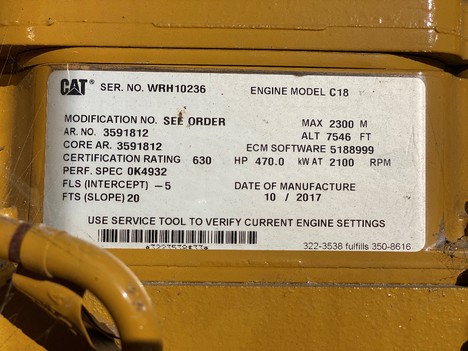 CAT® SER. NO. WRH10236 ENGINE MODEL C18
MODIFICATION NO. SEE ORDER MAX 2300 M
AR. NO. 3591812 ALT 7546 FT
CORE AR. 3591812 ECM SOFTWARE 5188999
CERTIFICATION RATING 630 HP 470.0 kW AT 2100 RPM
PERF. SPEC 0K4932
FLS (INTERCEPT) -5 DATE OF MANUFACTURE
FTS (SLOPE) 20 10 / 2017
USE SERVICE TOOL TO VERIFY CURRENT ENGINE SETTINGS
322-3538 fulfills 350-8616